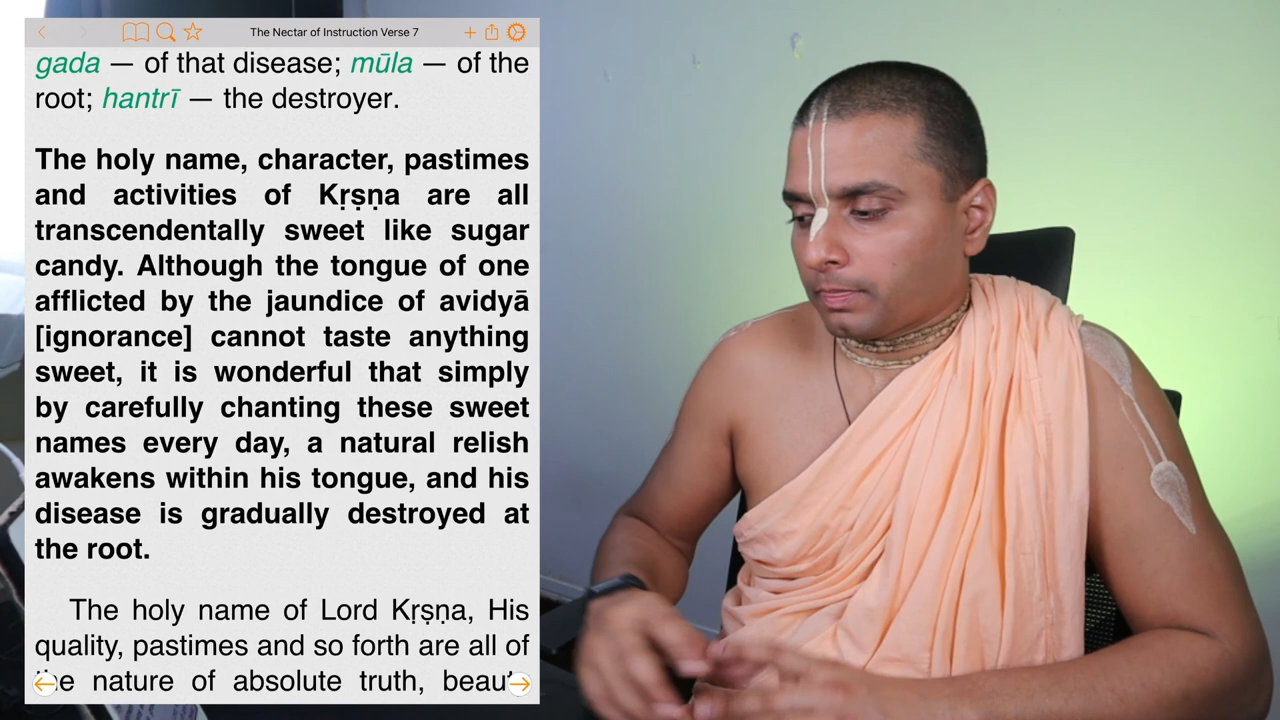 The Nectar of Instruction Verse 7
gada — of that disease; mūla — of the
root; hantrī — the destroyer.
The holy name, character, pastimes
and activities of Kṛṣṇa are all
transcendentally sweet like sugar
candy. Although the tongue of one
afflicted by the jaundice of avidyā
[ignorance] cannot taste anything
sweet, it is wonderful that simply
by carefully chanting these sweet
names every day, a natural relish
awakens within his tongue, and his
disease is gradually destroyed at
the root.
The holy name of Lord Kṛṣṇa, His
quality, pastimes and so forth are all of
nature of absolute truth,